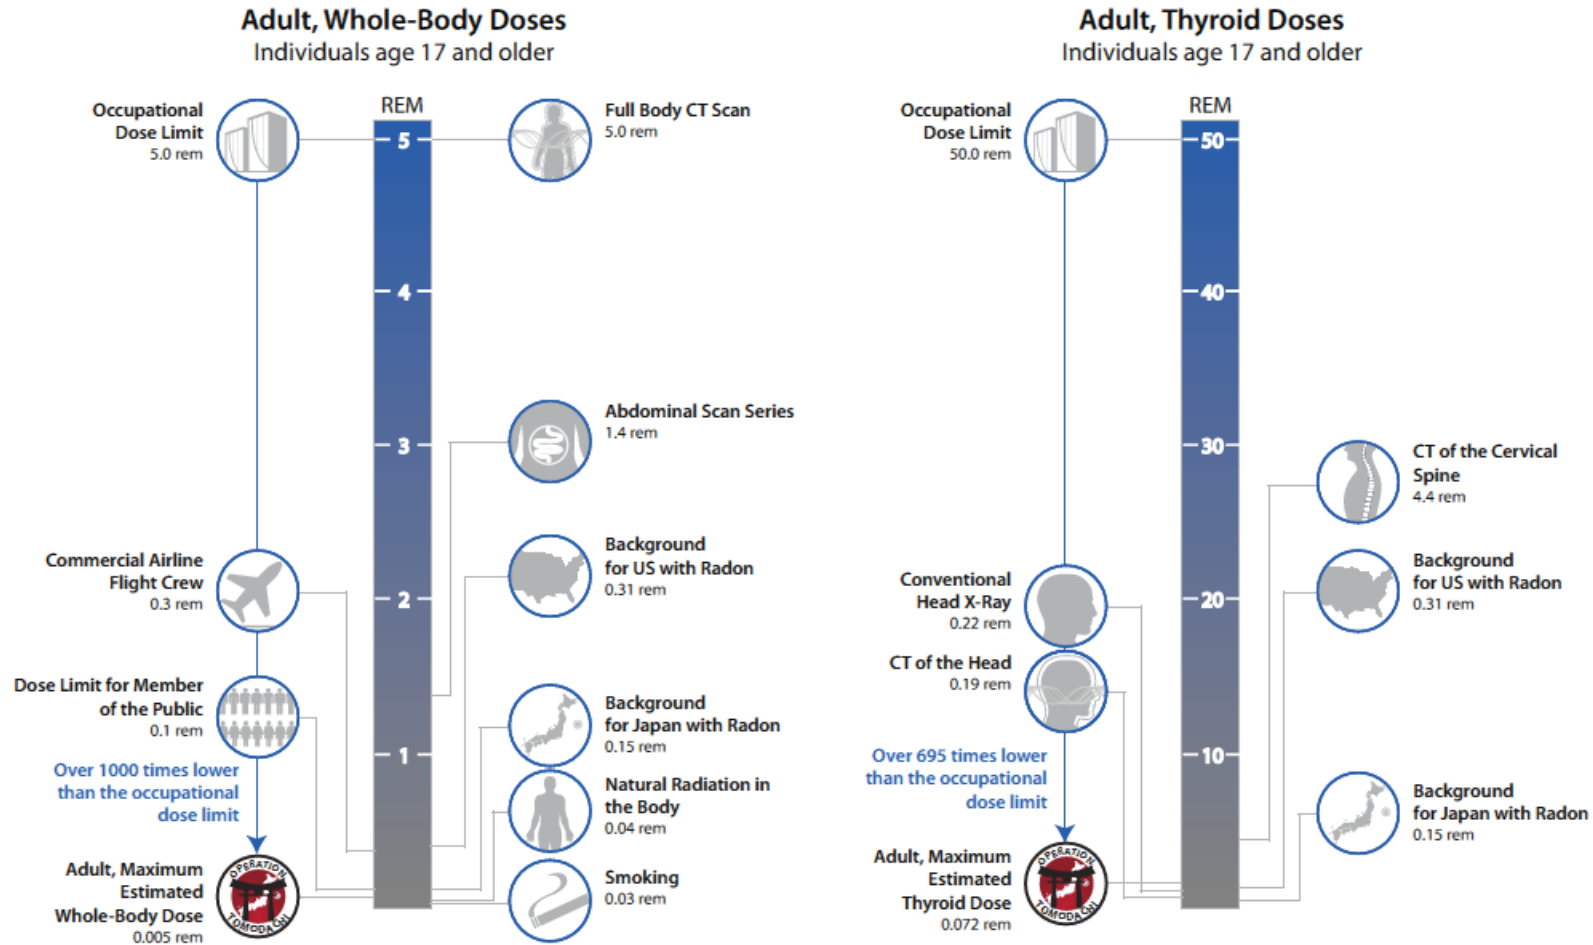 Adult, Whole-Body Doses
Individuals age 17 and older
REM
Occupational
Dose Limit
5.0 rem
Full Body CT Scan
5.0 rem
5
4
3
2
1
Abdominal Scan Series
1.4 rem
Background
for US with Radon
0.31 rem
Commercial Airline
Flight Crew
0.3 rem
Dose Limit for Member
of the Public
0.1 rem
Background
for Japan with Radon
0.15 rem
Over 1000 times lower
than the occupational
dose limit
Natural Radiation in
the Body
0.04 rem
Adult, Maximum
Estimated
Whole-Body Dose
0.005 rem
OPERATION
TOMODACHI
Smoking
0.03 rem
Adult, Thyroid Doses
Individuals age 17 and older
REM
Occupational
Dose Limit
50.0 rem
50
40
30
20
10
CT of the Cervical
Spine
4.4 rem
Background
for US with Radon
0.31 rem
Conventional
Head X-Ray
0.22 rem
CT of the Head
0.19 rem
Over 695 times lower
than the occupational
dose limit
Background
for Japan with Radon
0.15 rem
Adult, Maximum
Estimated
Thyroid Dose
0.072 rem
OPERATION
TOMODACHI